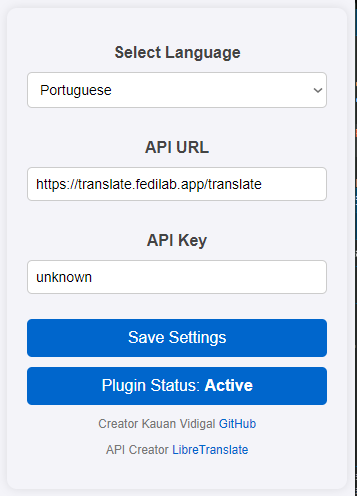 Select Language
Portuguese
API URL
https://translate.fedilab.app/translate
API Key
unknown
Save Settings
Plugin Status: Active
Creator Kauan Vidigal GitHub
API Creator LibreTranslate